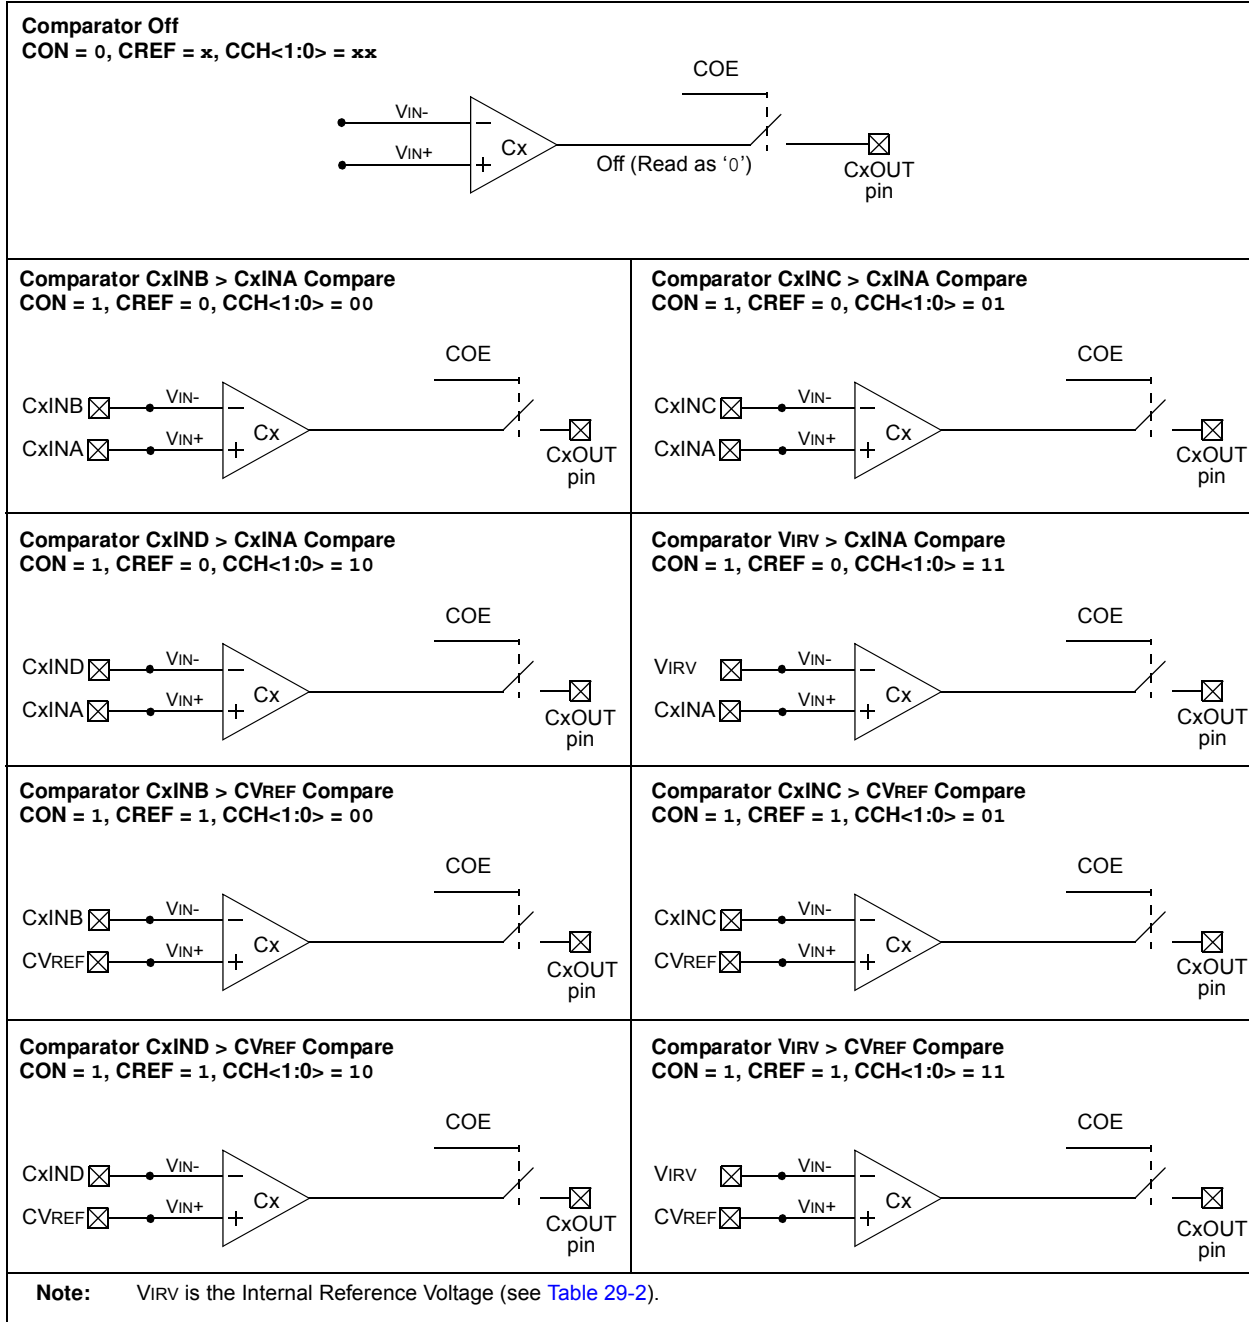 Comparator Off
CON = 0, CREF = x, CCH<1:0> = xx
COE
VIN-
VIN+
Cx
Off (Read as ‘0’)
CxOUT
pin
Comparator CxINB > CxINA Compare
CON = 1, CREF = 0, CCH<1:0> = 00
COE
CxINB
VIN-
CxINA
VIN+
Cx
CxOUT
pin
Comparator CxINC > CxINA Compare
CON = 1, CREF = 0, CCH<1:0> = 01
COE
CxINC
VIN-
CxINA
VIN+
Cx
CxOUT
pin
Comparator CxIND > CxINA Compare
CON = 1, CREF = 0, CCH<1:0> = 10
COE
CxIND
VIN-
CxINA
VIN+
Cx
CxOUT
pin
Comparator VIRV > CxINA Compare
CON = 1, CREF = 0, CCH<1:0> = 11
COE
VIRV
VIN-
CxINA
VIN+
Cx
CxOUT
pin
Comparator CxINB > CVREF Compare
CON = 1, CREF = 1, CCH<1:0> = 00
COE
CxINB
VIN-
CVREF
VIN+
Cx
CxOUT
pin
Comparator CxINC > CVREF Compare
CON = 1, CREF = 1, CCH<1:0> = 01
COE
CxINC
VIN-
CVREF
VIN+
Cx
CxOUT
pin
Comparator CxIND > CVREF Compare
CON = 1, CREF = 1, CCH<1:0> = 10
COE
CxIND
VIN-
CVREF
VIN+
Cx
CxOUT
pin
Comparator VIRV > CVREF Compare
CON = 1, CREF = 1, CCH<1:0> = 11
COE
VIRV
VIN-
CVREF
VIN+
Cx
CxOUT
pin
Note: VIRV is the Internal Reference Voltage (see Table 29-2).